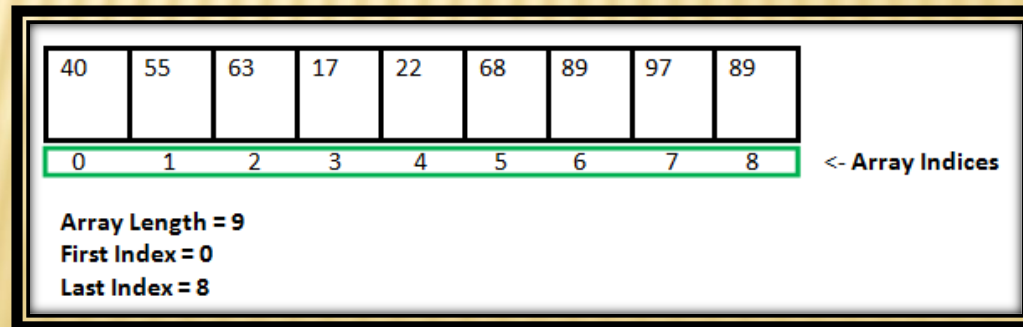 40 55 63 17 22 68 89 97 89
0 1 2 3 4 5 6 7 8 <- Array Indices
Array Length = 9
First Index = 0
Last Index = 8